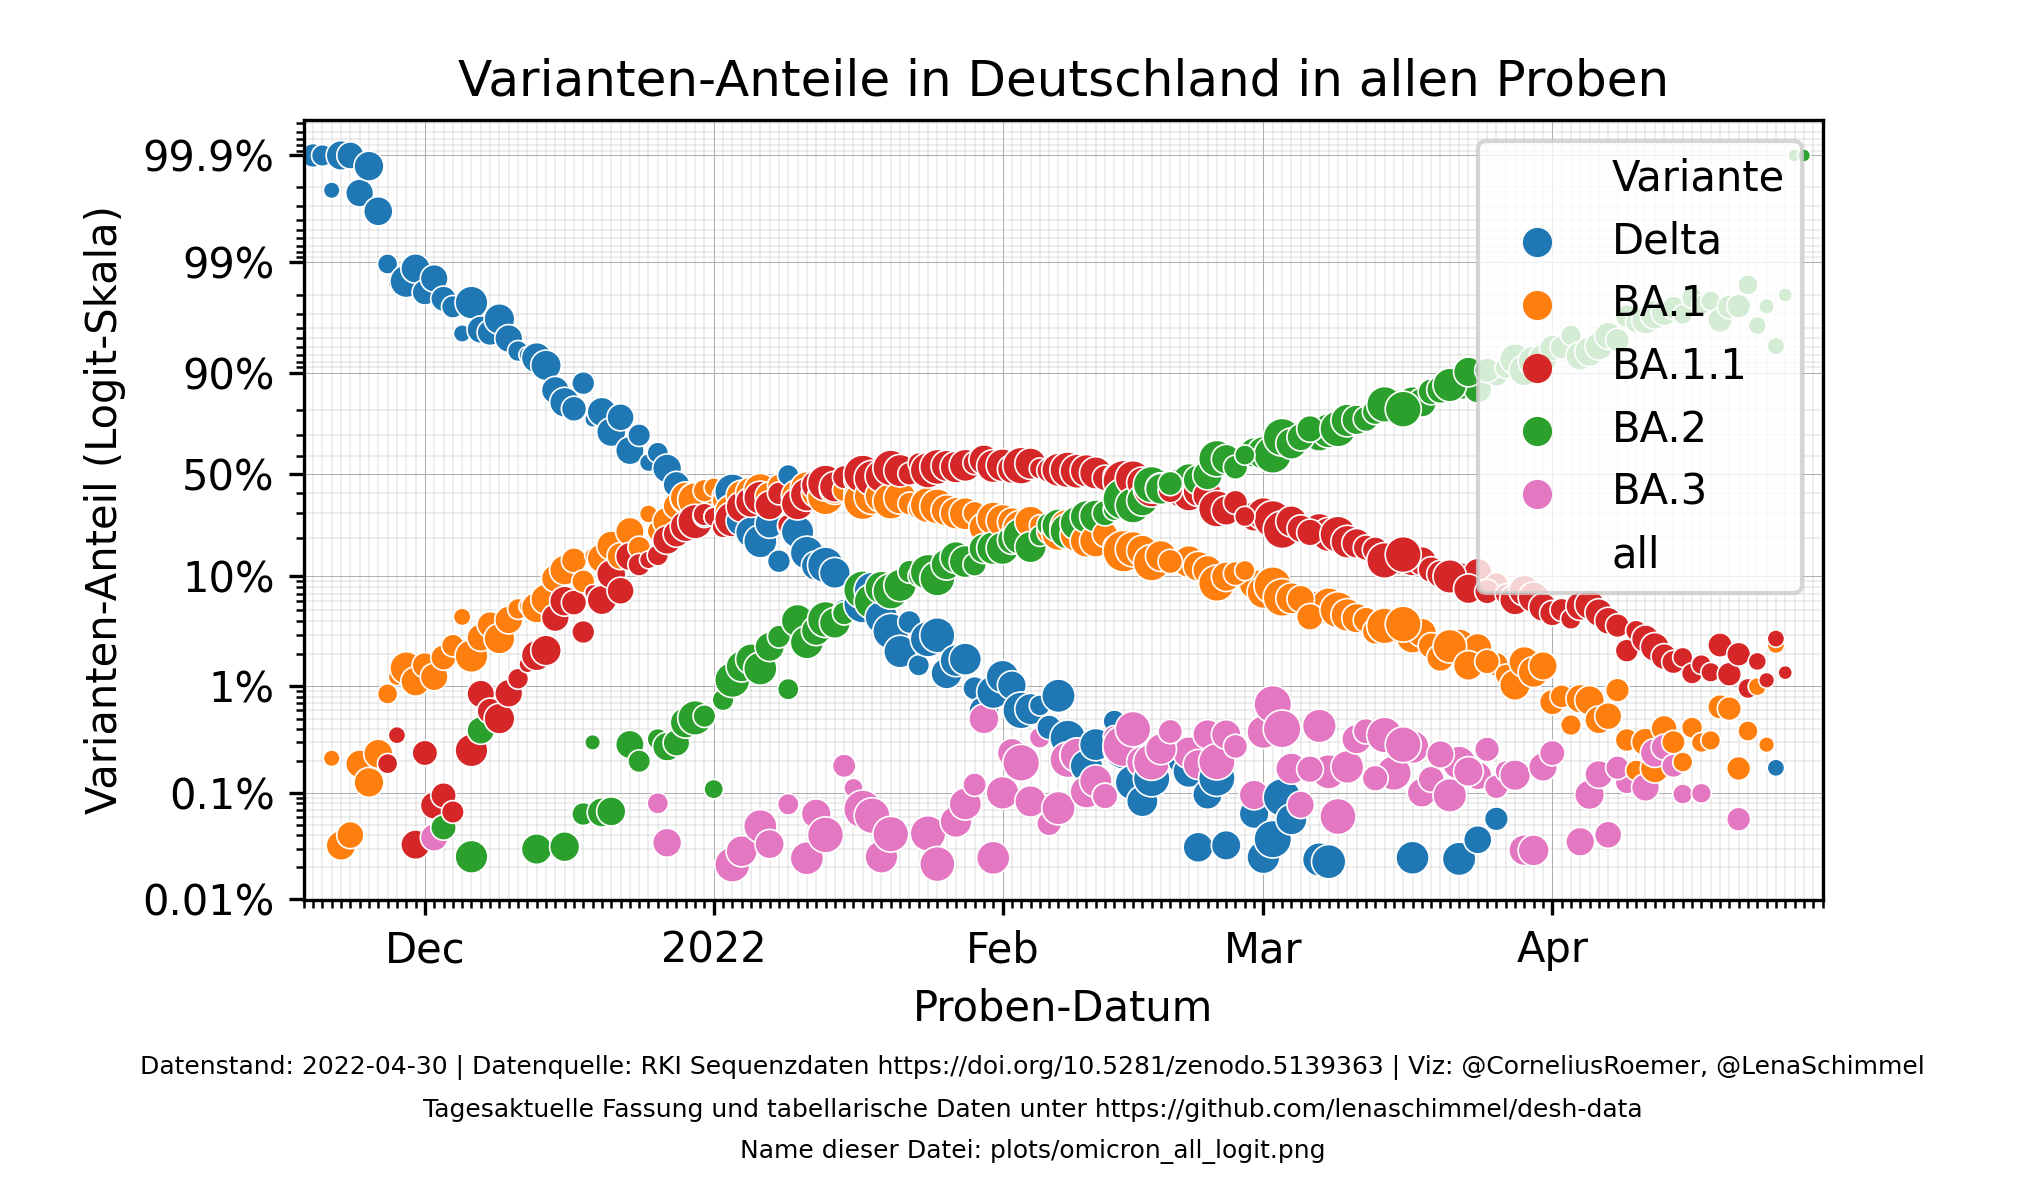 Varianten-Anteile in Deutschland in allen Proben
Varianten-Anteil (Logit-Skala)
99.9%
99%
90%
50%
10%
1%
0.1%
0.01%
Variante
Delta
BA.1
BA.1.1
BA.2
BA.3
all
Dec
2022
Feb
Mar
Apr
Proben-Datum
Datenstand: 2022-04-30 | Datenquelle: RKI Sequenzdaten https://doi.org/10.5281/zenodo.5139363 | Viz: @CorneliusRoemer, @LenaSchimmel
Tagesaktuelle Fassung und tabellarische Daten unter https://github.com/lenaschimmel/desh-data
Name dieser Datei: plots/omicron_all_logit.png